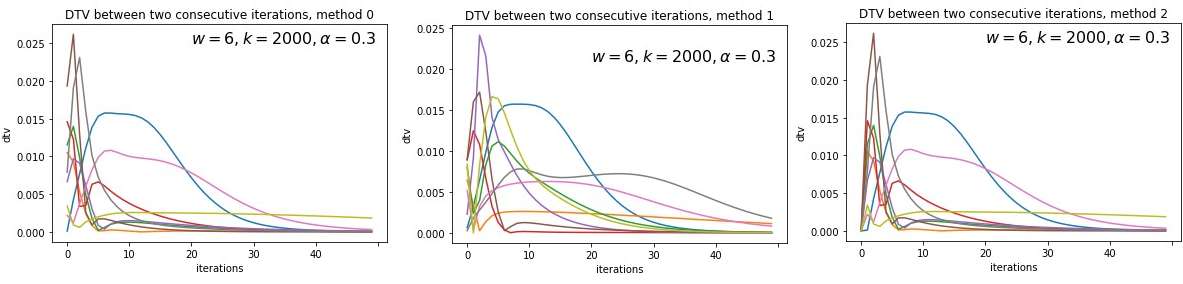 DTV between two consecutive iterations, method 0
w = 6, k = 2000, α = 0.3
0.025
0.020
0.015
0.010
0.005
0.000
dtv
0 10 20 30 40
iterations
DTV between two consecutive iterations, method 1
w = 6, k = 2000, α = 0.3
0.025
0.020
0.015
0.010
0.005
0.000
dtv
0 10 20 30 40
iterations
DTV between two consecutive iterations, method 2
w = 6, k = 2000, α = 0.3
0.025
0.020
0.015
0.010
0.005
0.000
dtv
0 10 20 30 40
iterations